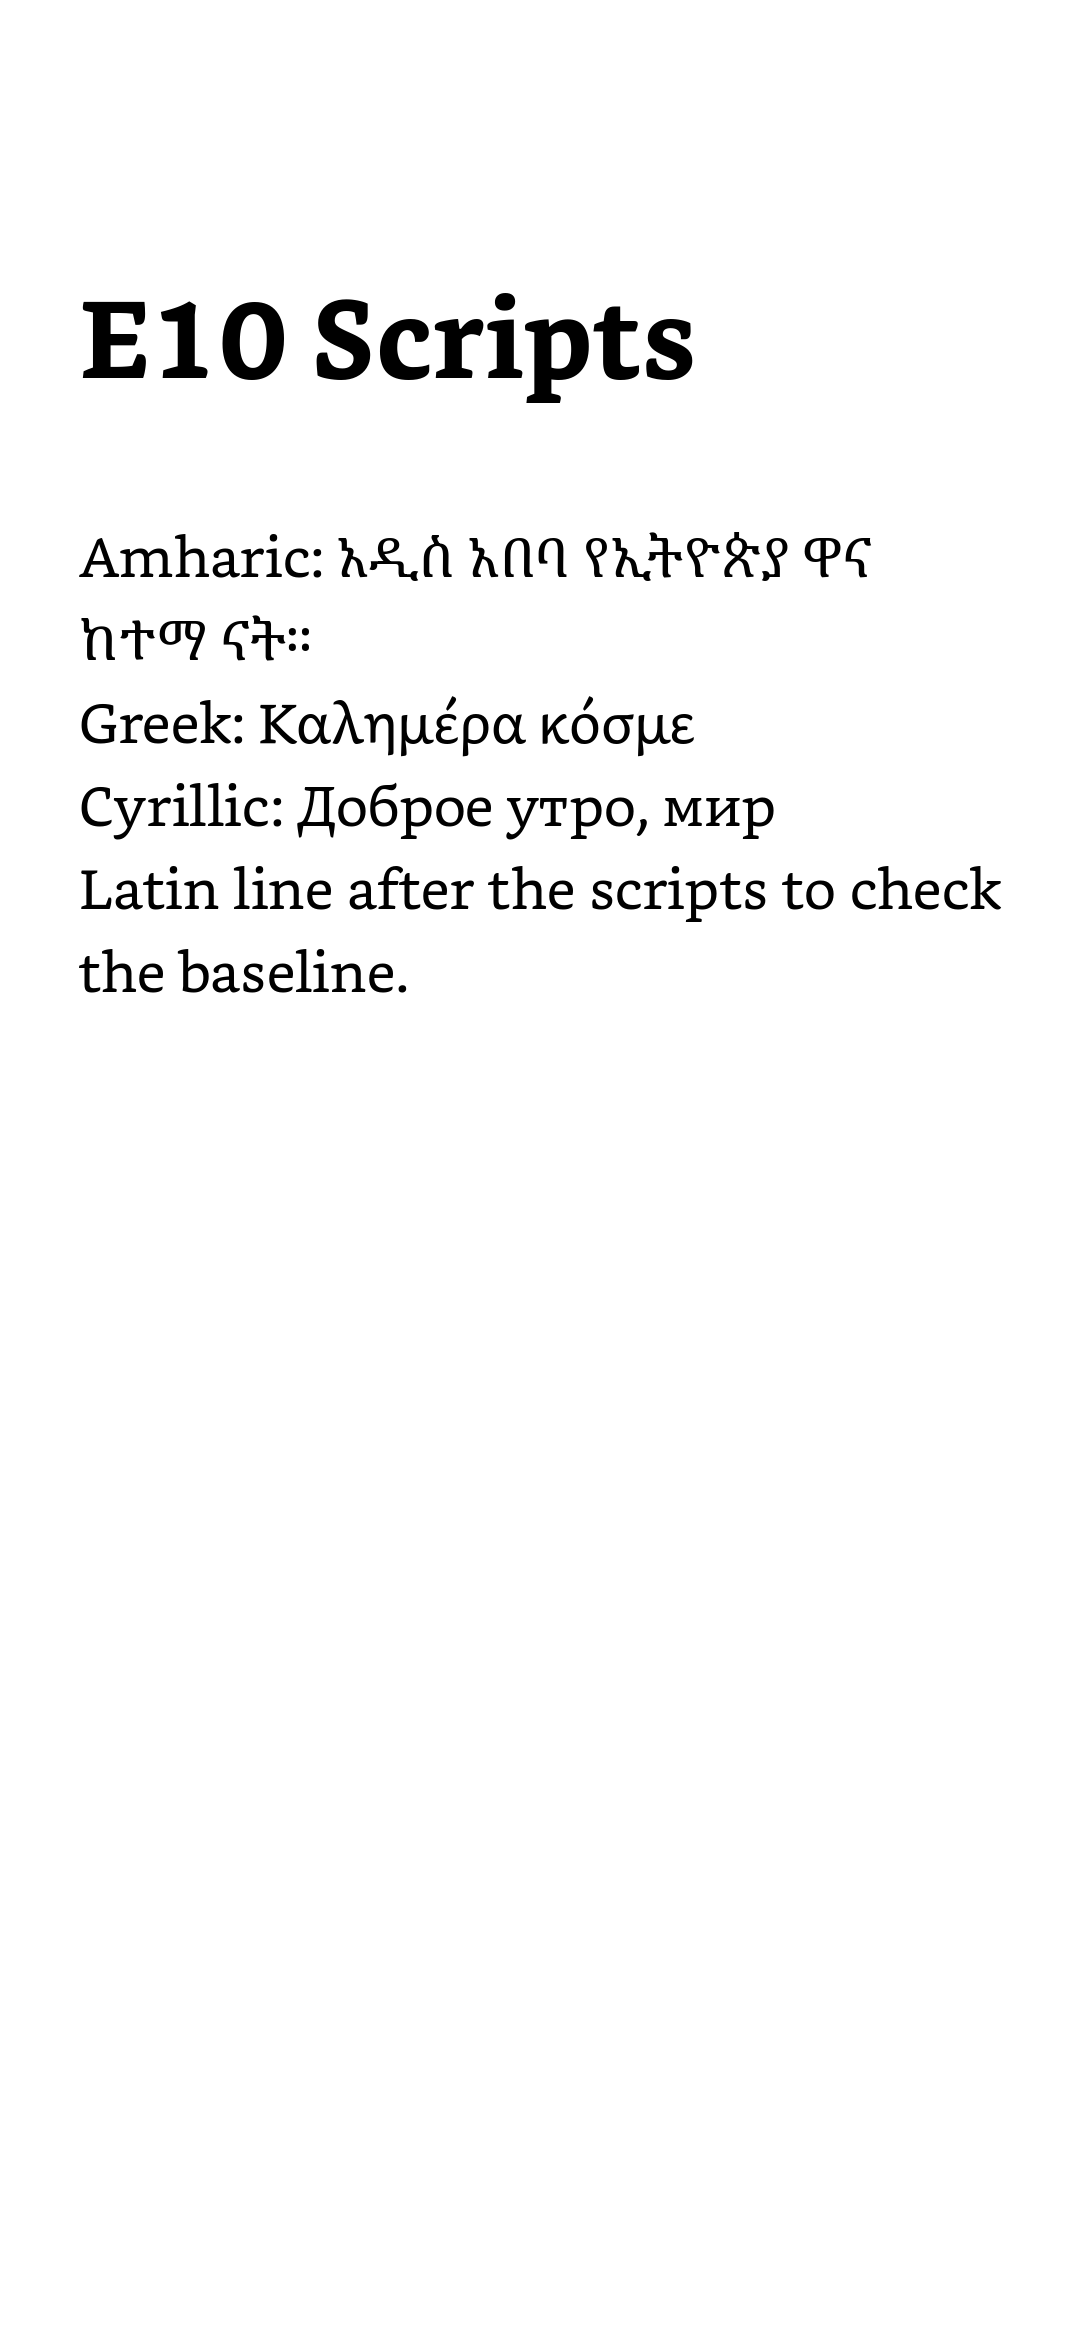 E10 Scripts
Amharic: አዲስ አበባ የኢትዮጵያ ዋና
ከተማ ናት።
Greek: Καλημέρα κόσμε
Cyrillic: Доброе утро, мир
Latin line after the scripts to check
the baseline.